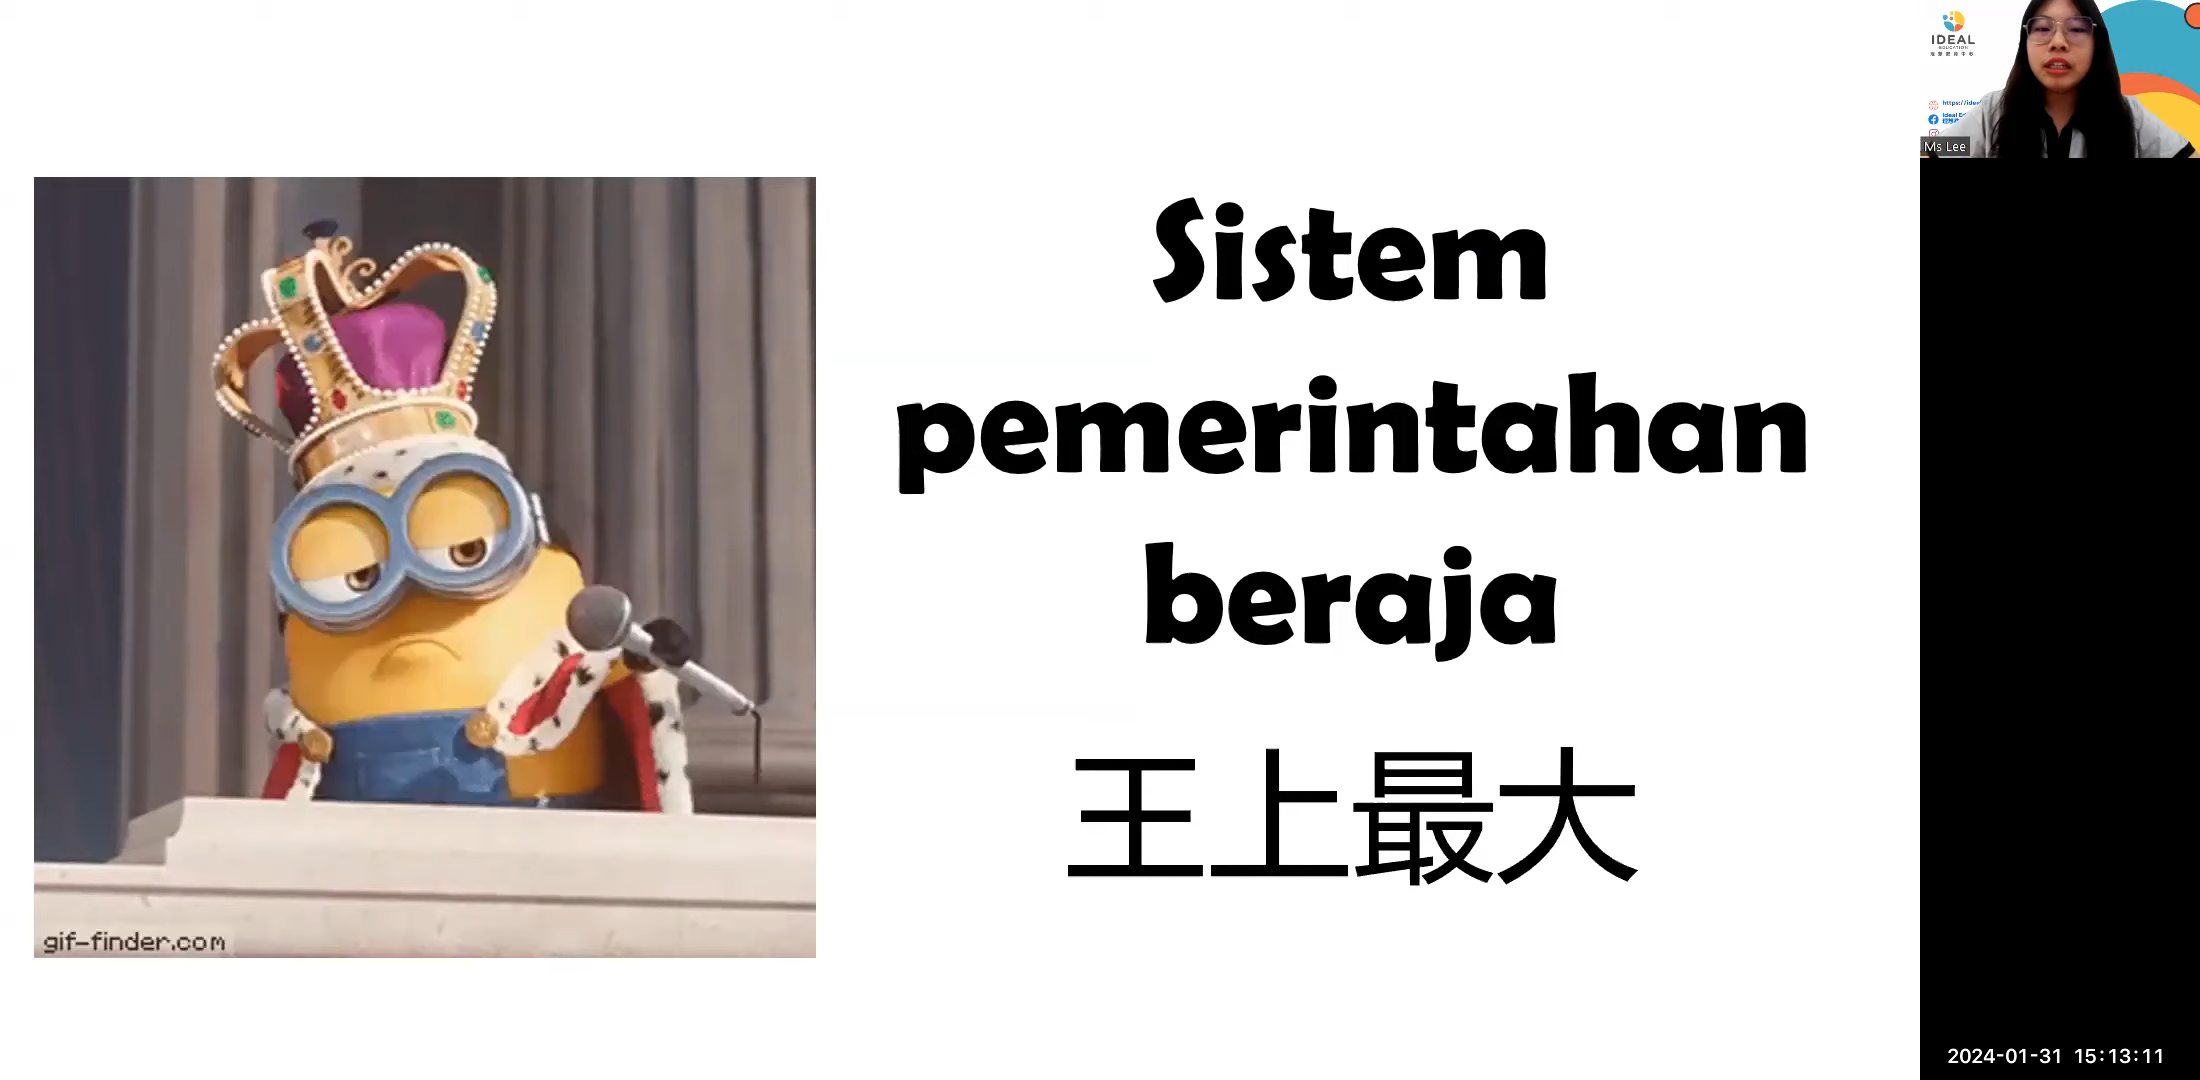 Sistem
pemerintahan
beraja
王上最大
gif-finder.com
IDEAL
EDUCATION
Ms Lee
2024-01-31 15:13:11